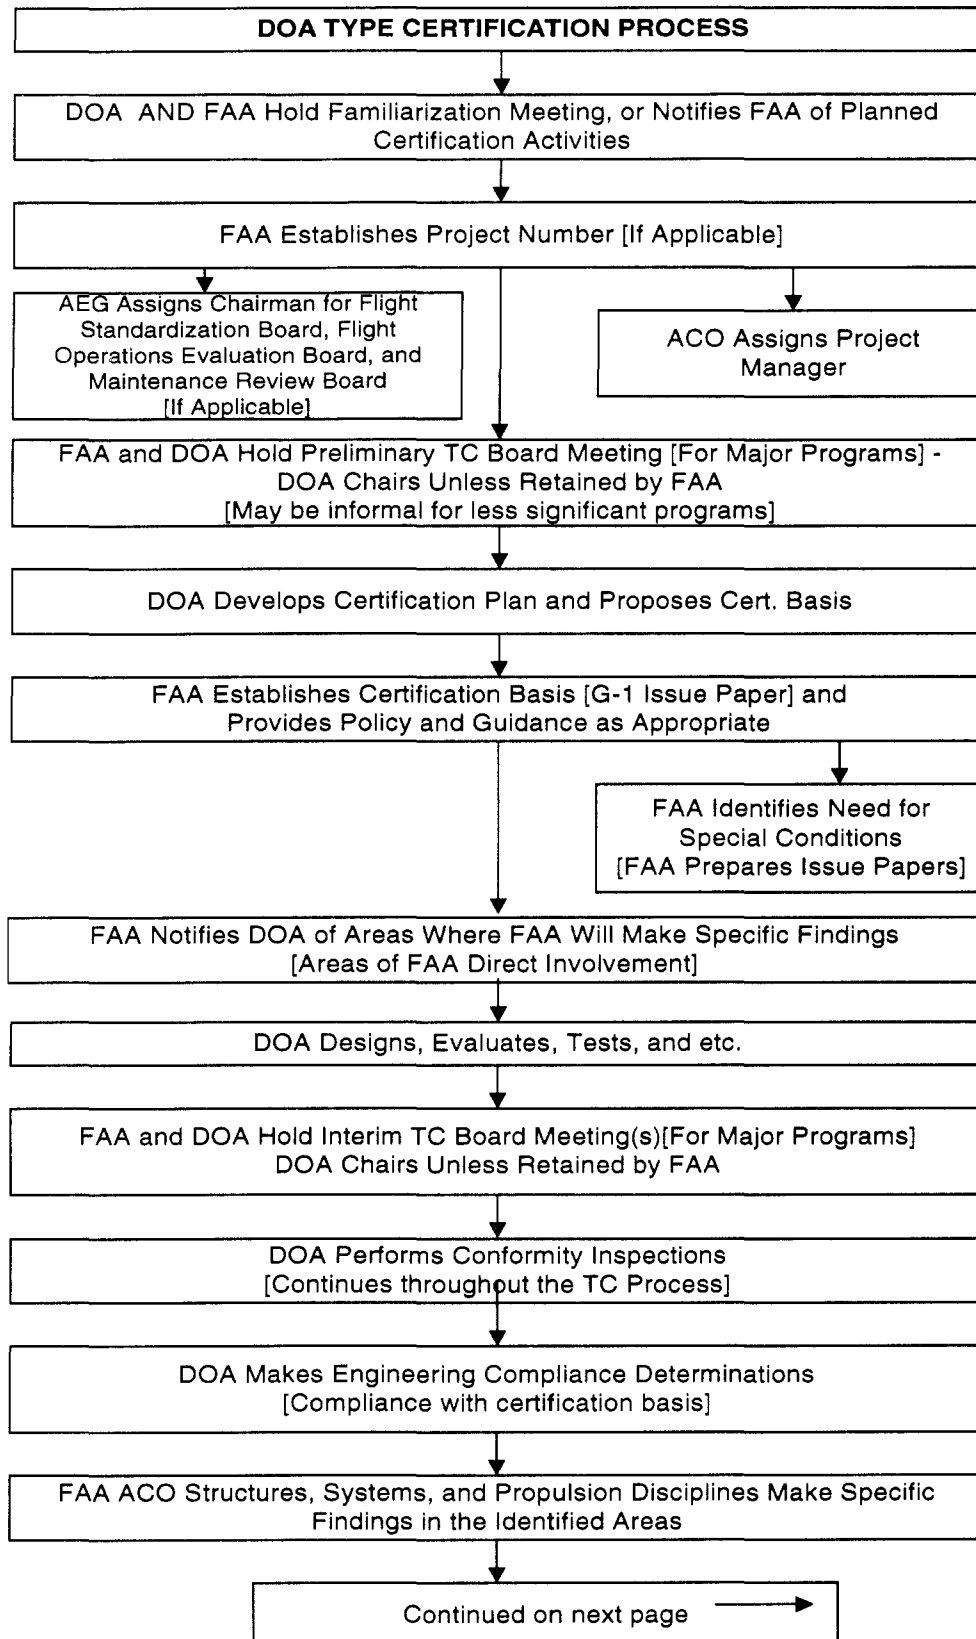 DOA TYPE CERTIFICATION PROCESS
DOA AND FAA Hold Familiarization Meeting, or Notifies FAA of Planned
Certification Activities
FAA Establishes Project Number [If Applicable]
AEG Assigns Chairman for Flight
Standardization Board, Flight
Operations Evaluation Board, and
Maintenance Review Board
[If Applicable]
ACO Assigns Project
Manager
FAA and DOA Hold Preliminary TC Board Meeting [For Major Programs] -
DOA Chairs Unless Retained by FAA
[May be informal for less significant programs]
DOA Develops Certification Plan and Proposes Cert. Basis
FAA Establishes Certification Basis [G-1 Issue Paper] and
Provides Policy and Guidance as Appropriate
FAA Identifies Need for
Special Conditions
[FAA Prepares Issue Papers]
FAA Notifies DOA of Areas Where FAA Will Make Specific Findings
[Areas of FAA Direct Involvement]
DOA Designs, Evaluates, Tests, and etc.
FAA and DOA Hold Interim TC Board Meeting(s)[For Major Programs]
DOA Chairs Unless Retained by FAA
DOA Performs Conformity Inspections
[Continues throughout the TC Process]
DOA Makes Engineering Compliance Determinations
[Compliance with certification basis]
FAA ACO Structures, Systems, and Propulsion Disciplines Make Specific
Findings in the Identified Areas
Continued on next page